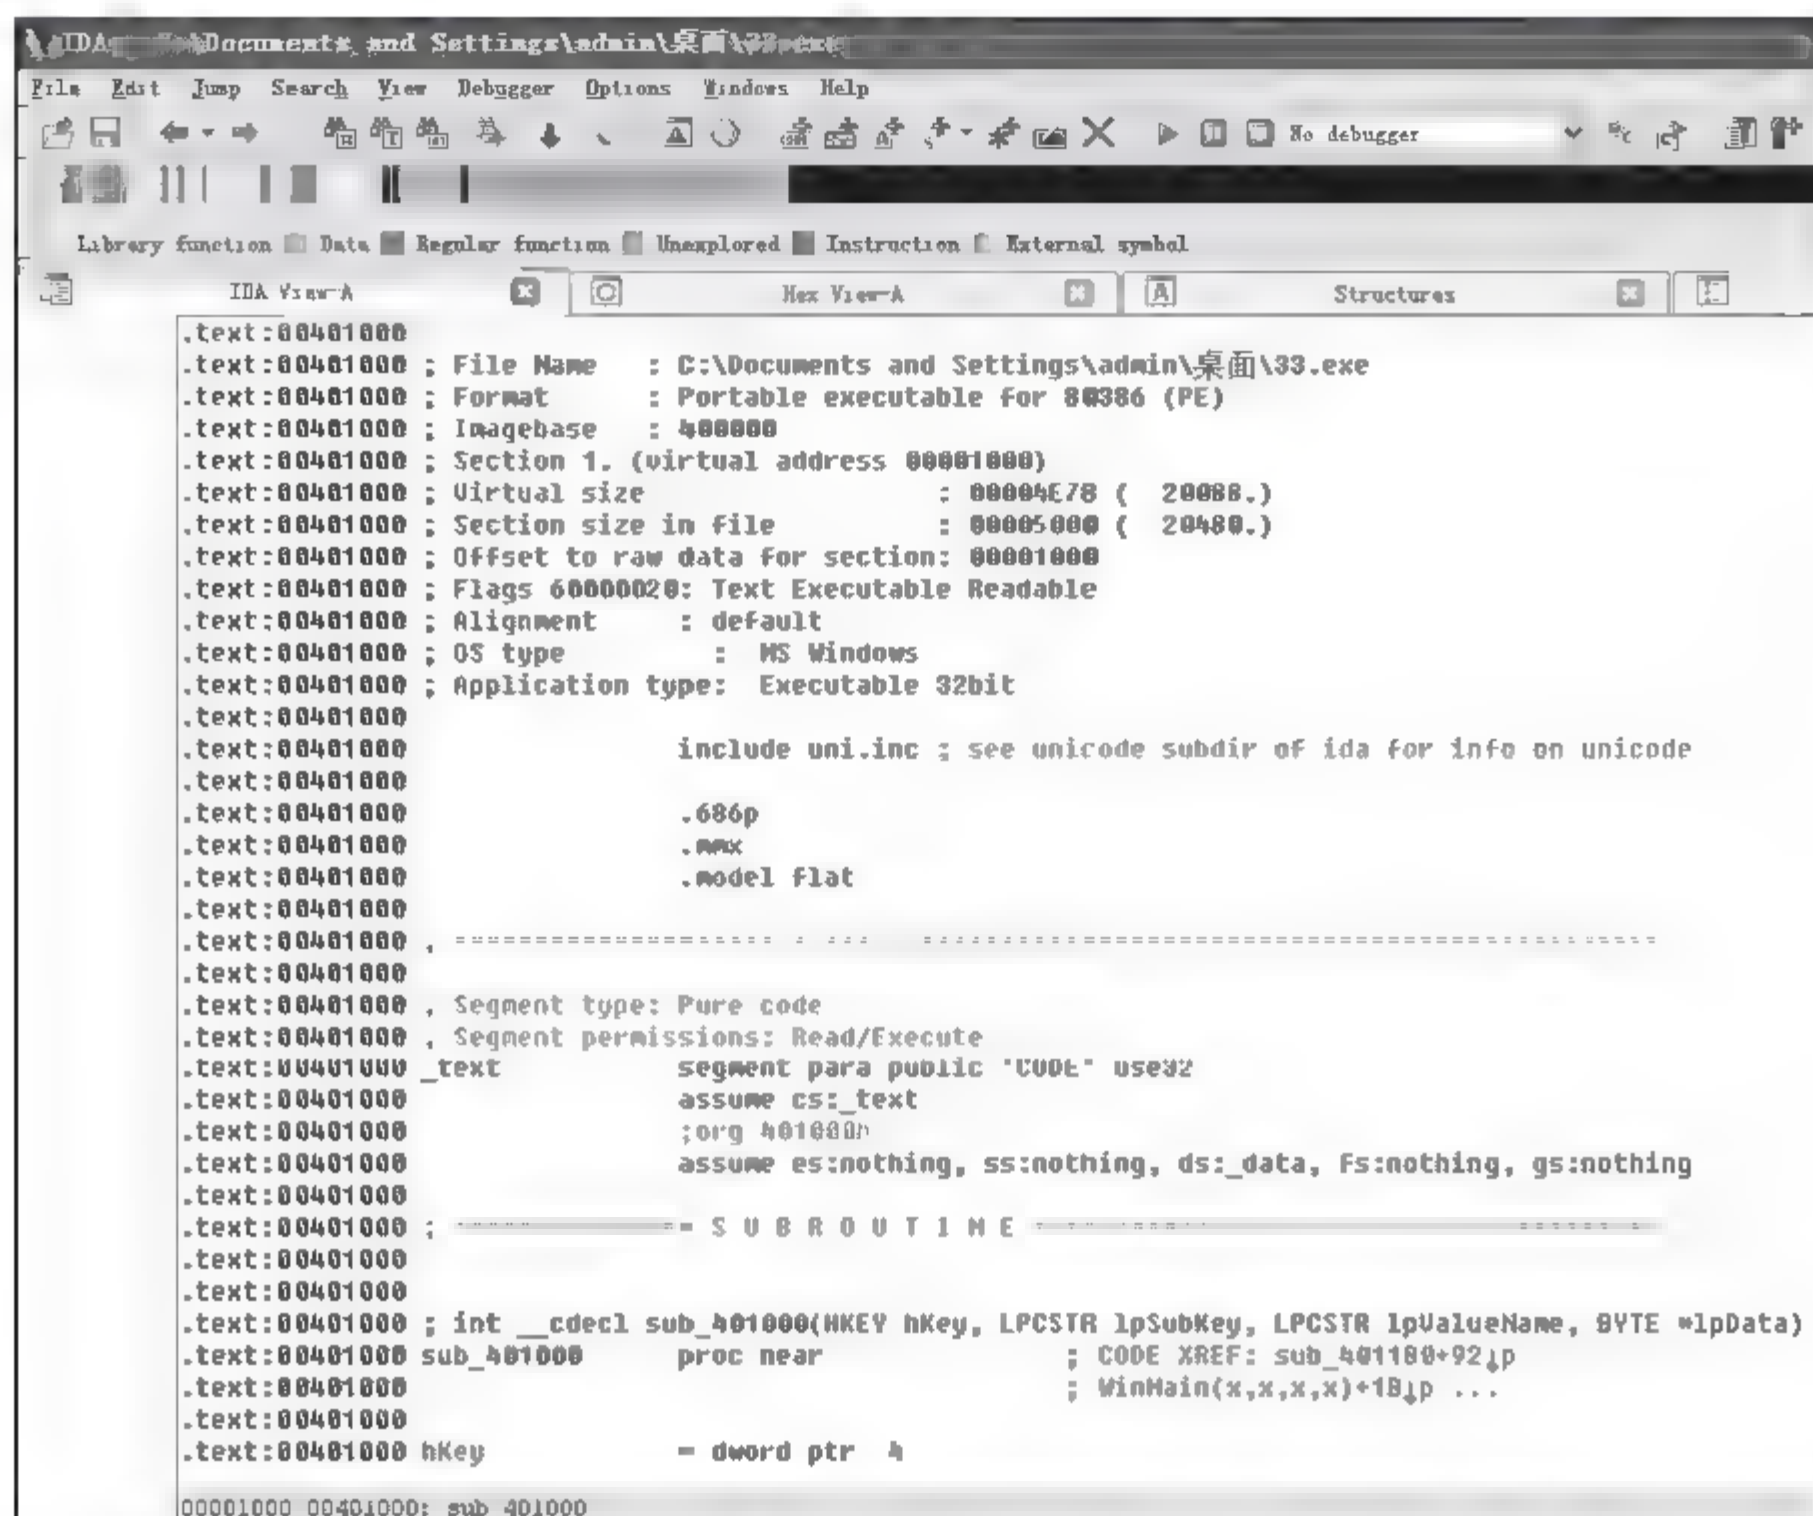 Documents and Settings\admin\桌面\
File Edit Jump Search View Debugger Options Windows Help
No debugger
Library function Data Regular function Unexplored Instruction External symbol
IDA View-A Hex View-A Structures
.text:00401000
.text:00401000 ; File Name : C:\Documents and Settings\admin\桌面\33.exe
.text:00401000 ; Format : Portable executable for 80386 (PE)
.text:00401000 ; Imagebase : 400000
.text:00401000 ; Section 1. (virtual address 00001000)
.text:00401000 ; Virtual size : 00004E78 ( 20088.)
.text:00401000 ; Section size in file : 00005000 ( 20480.)
.text:00401000 ; Offset to raw data for section: 00001000
.text:00401000 ; Flags 60000020: Text Executable Readable
.text:00401000 ; Alignment : default
.text:00401000 ; OS type : MS Windows
.text:00401000 ; Application type: Executable 32bit
.text:00401000
.text:00401000 include uni.inc ; see unicode subdir of ida for info on unicode
.text:00401000
.text:00401000 .686p
.text:00401000 .mmx
.text:00401000 .model flat
.text:00401000
.text:00401000 ; ===========================================================================
.text:00401000
.text:00401000 ; Segment type: Pure code
.text:00401000 ; Segment permissions: Read/Execute
.text:00401000 _text segment para public 'CODE' use32
.text:00401000 assume cs:_text
.text:00401000 ;org 401000h
.text:00401000 assume es:nothing, ss:nothing, ds:_data, fs:nothing, gs:nothing
.text:00401000
.text:00401000 ; =============== S U B R O U T I N E =======================================
.text:00401000
.text:00401000
.text:00401000 ; int __cdecl sub_401000(HKEY hKey, LPCSTR lpSubKey, LPCSTR lpValueName, BYTE *lpData)
.text:00401000 sub_401000 proc near ; CODE XREF: sub_401180+92↓p
.text:00401000 ; WinMain(x,x,x,x)+1B↓p ...
.text:00401000
.text:00401000 hKey = dword ptr 4
00001000 00401000: sub_401000